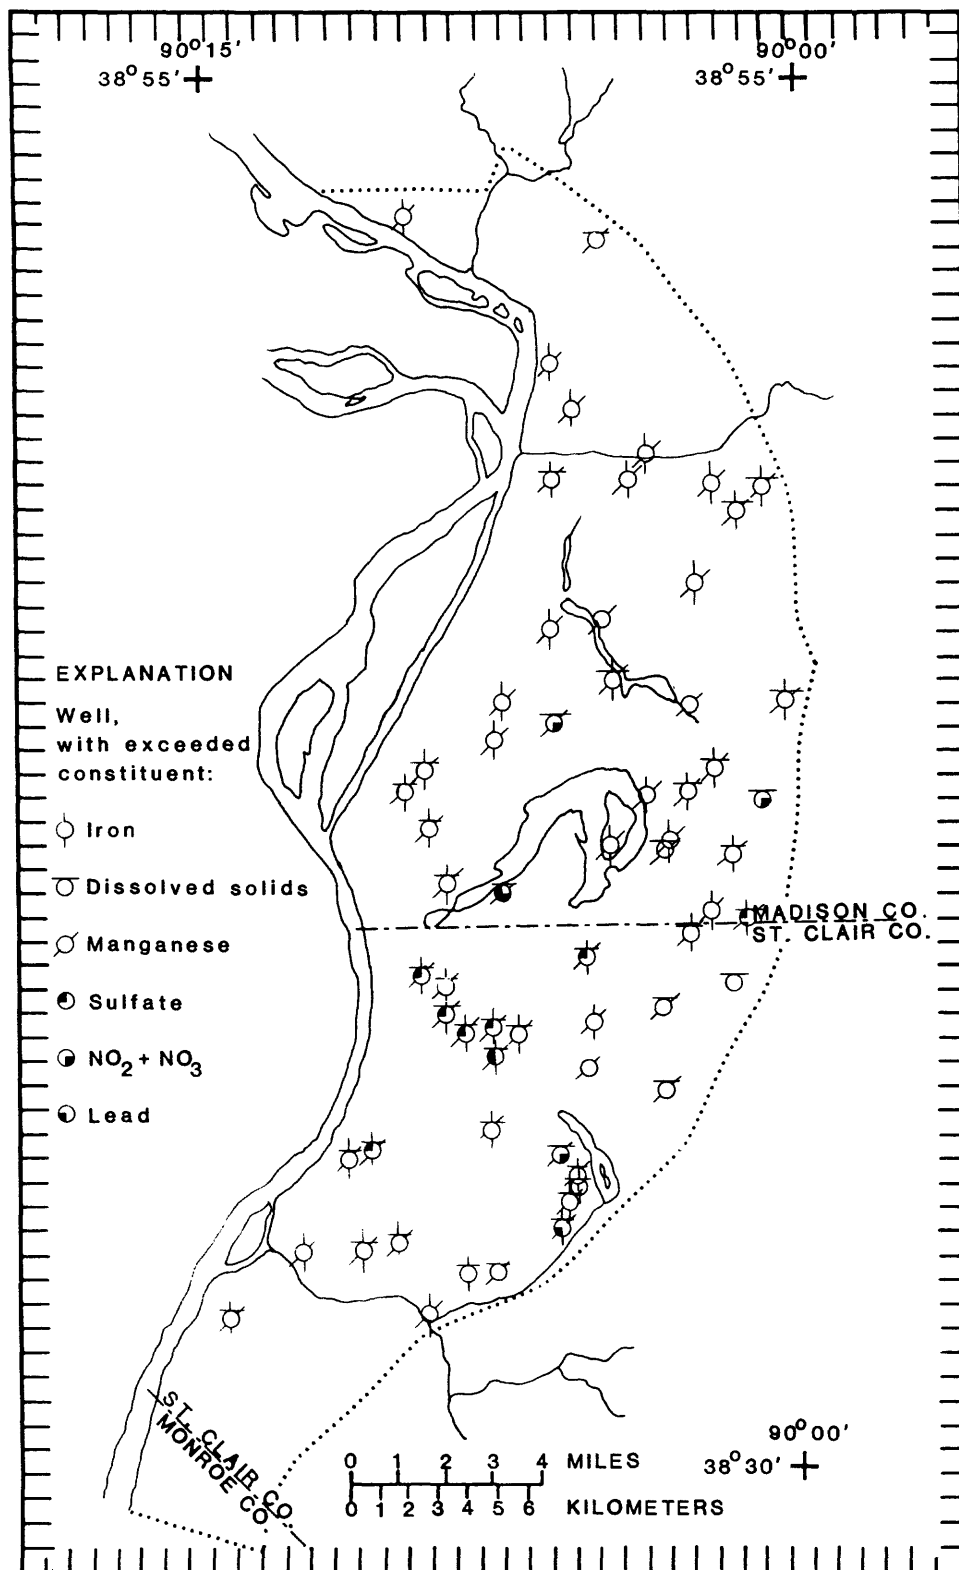 90°15'
38°55'
90°00'
38°55'
EXPLANATION
Well,
with exceeded
constituent:
Iron
Dissolved solids
Manganese
Sulfate
NO2 + NO3
Lead
MADISON CO.
ST. CLAIR CO.
ST. CLAIR CO.
MONROE CO.
90°00'
38°30'
0 1 2 3 4 MILES
0 1 2 3 4 5 6 KILOMETERS